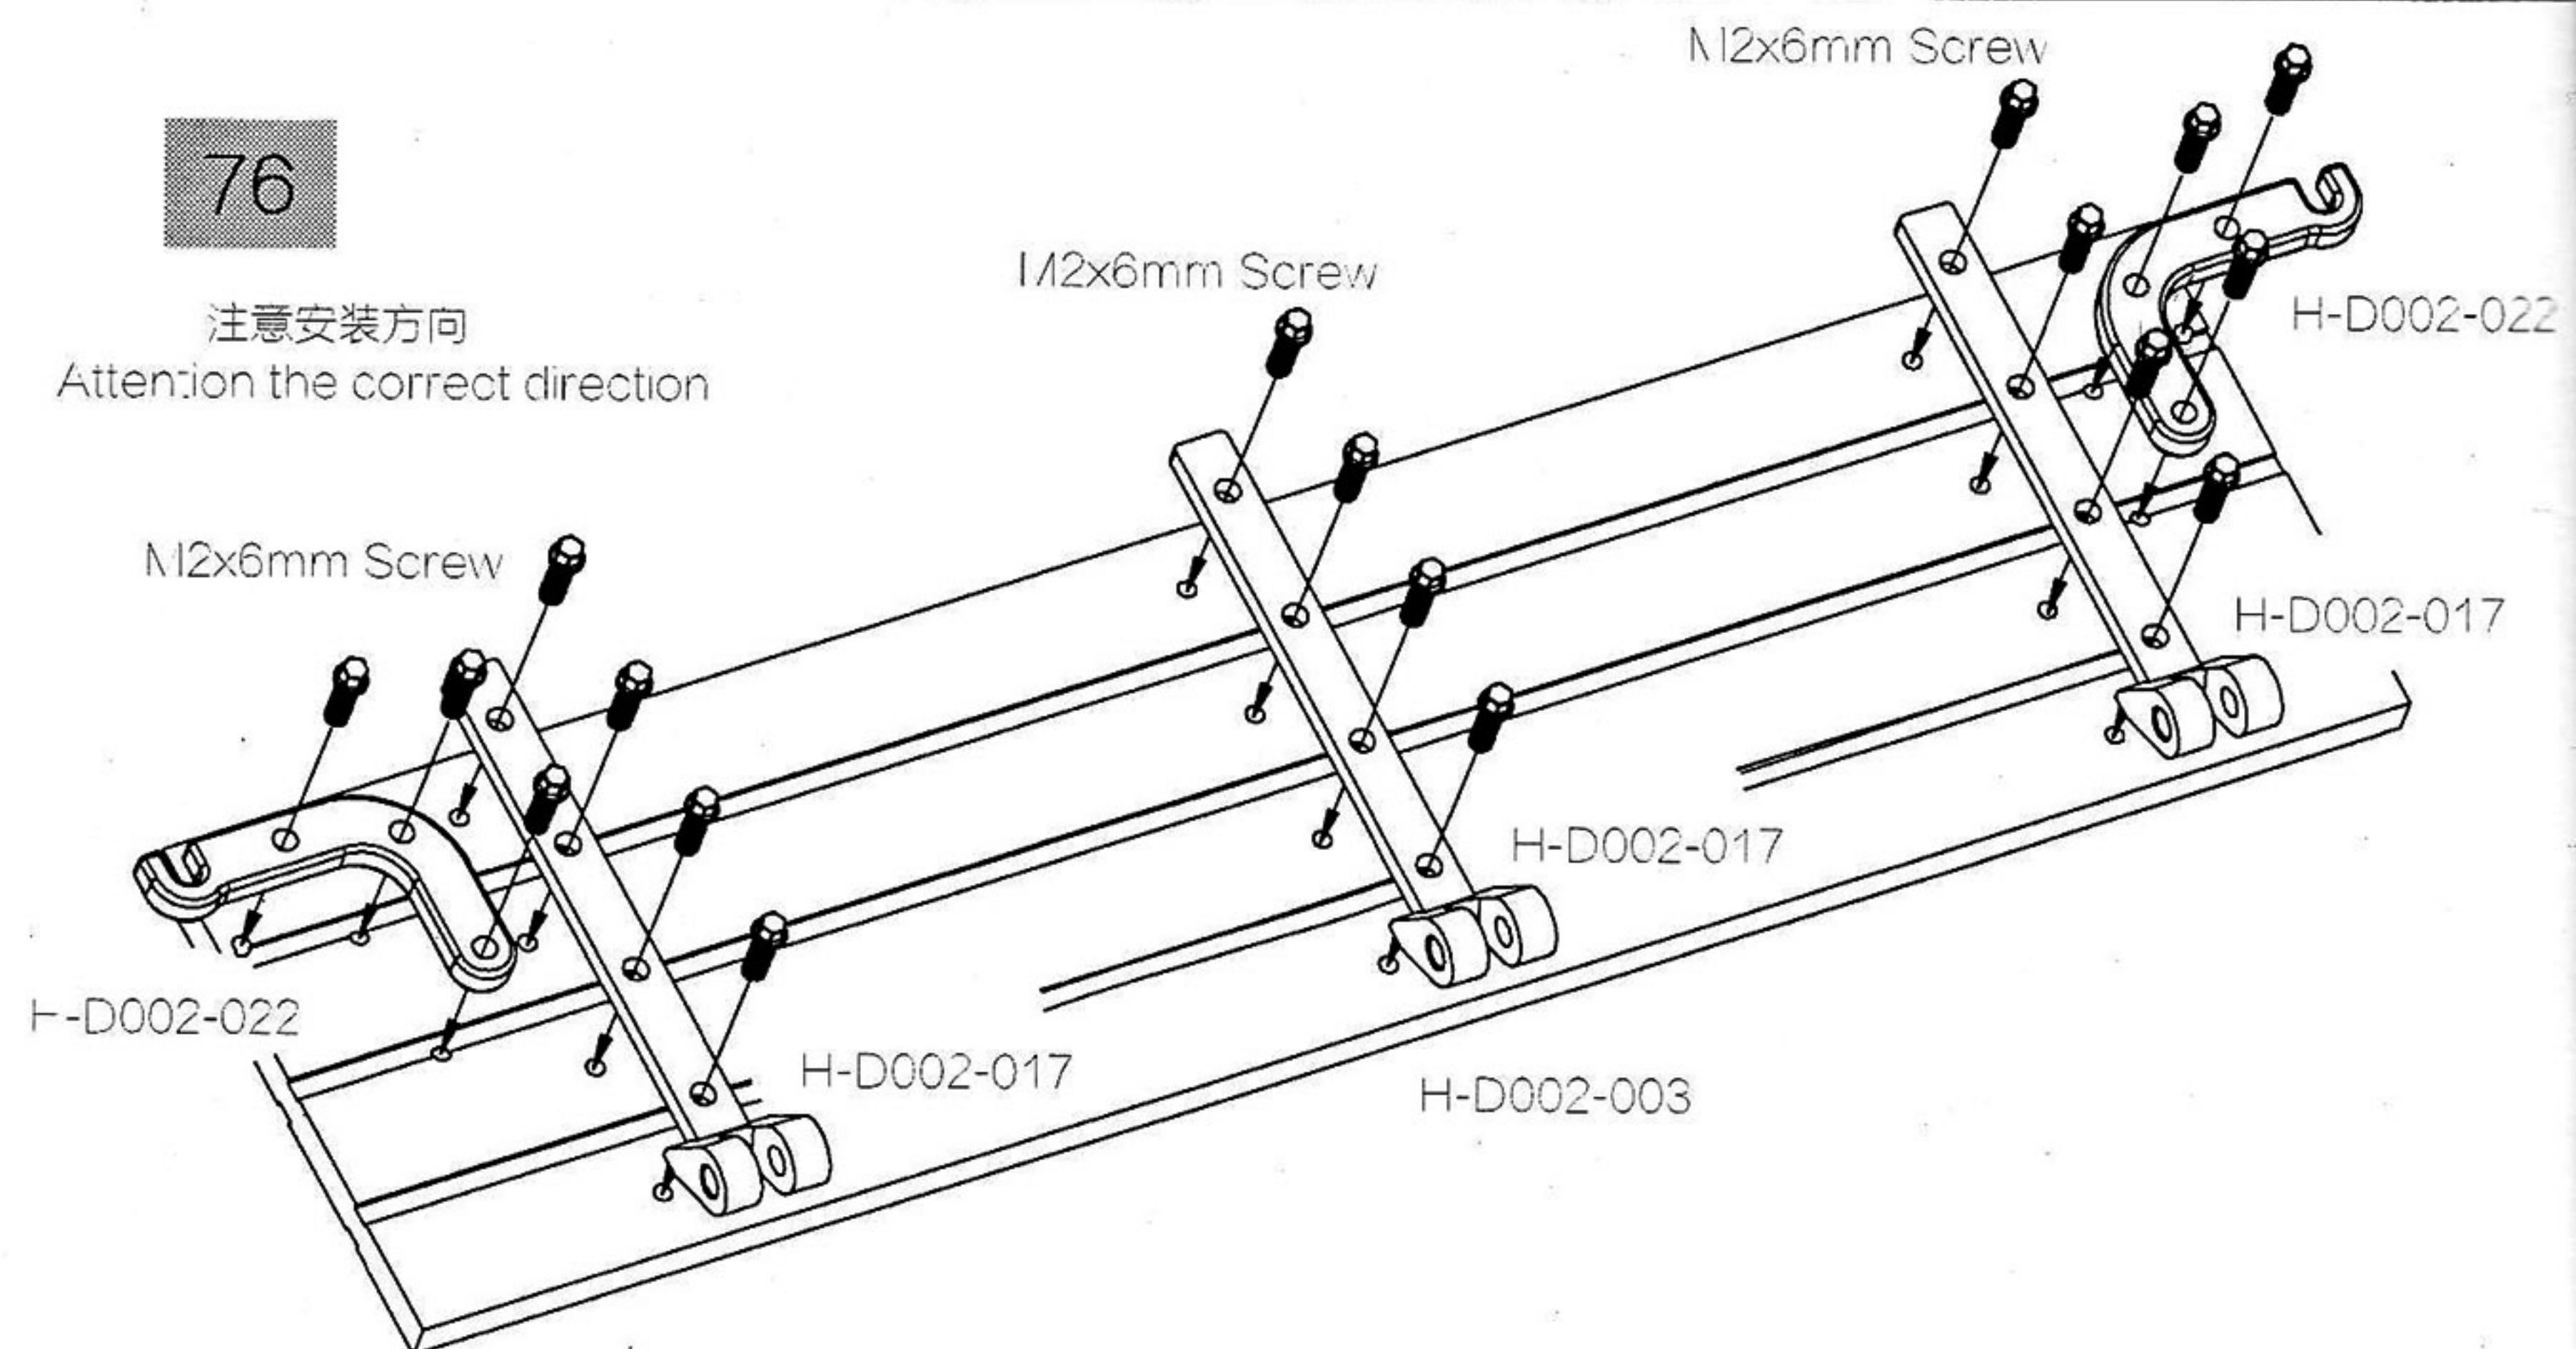 76
注意安装方向
Attention the correct direction
M2x6mm Screw
M2x6mm Screw
M2x6mm Screw
H-D002-022
H-D002-017
H-D002-017
H-D002-017
H-D002-022
H-D002-003